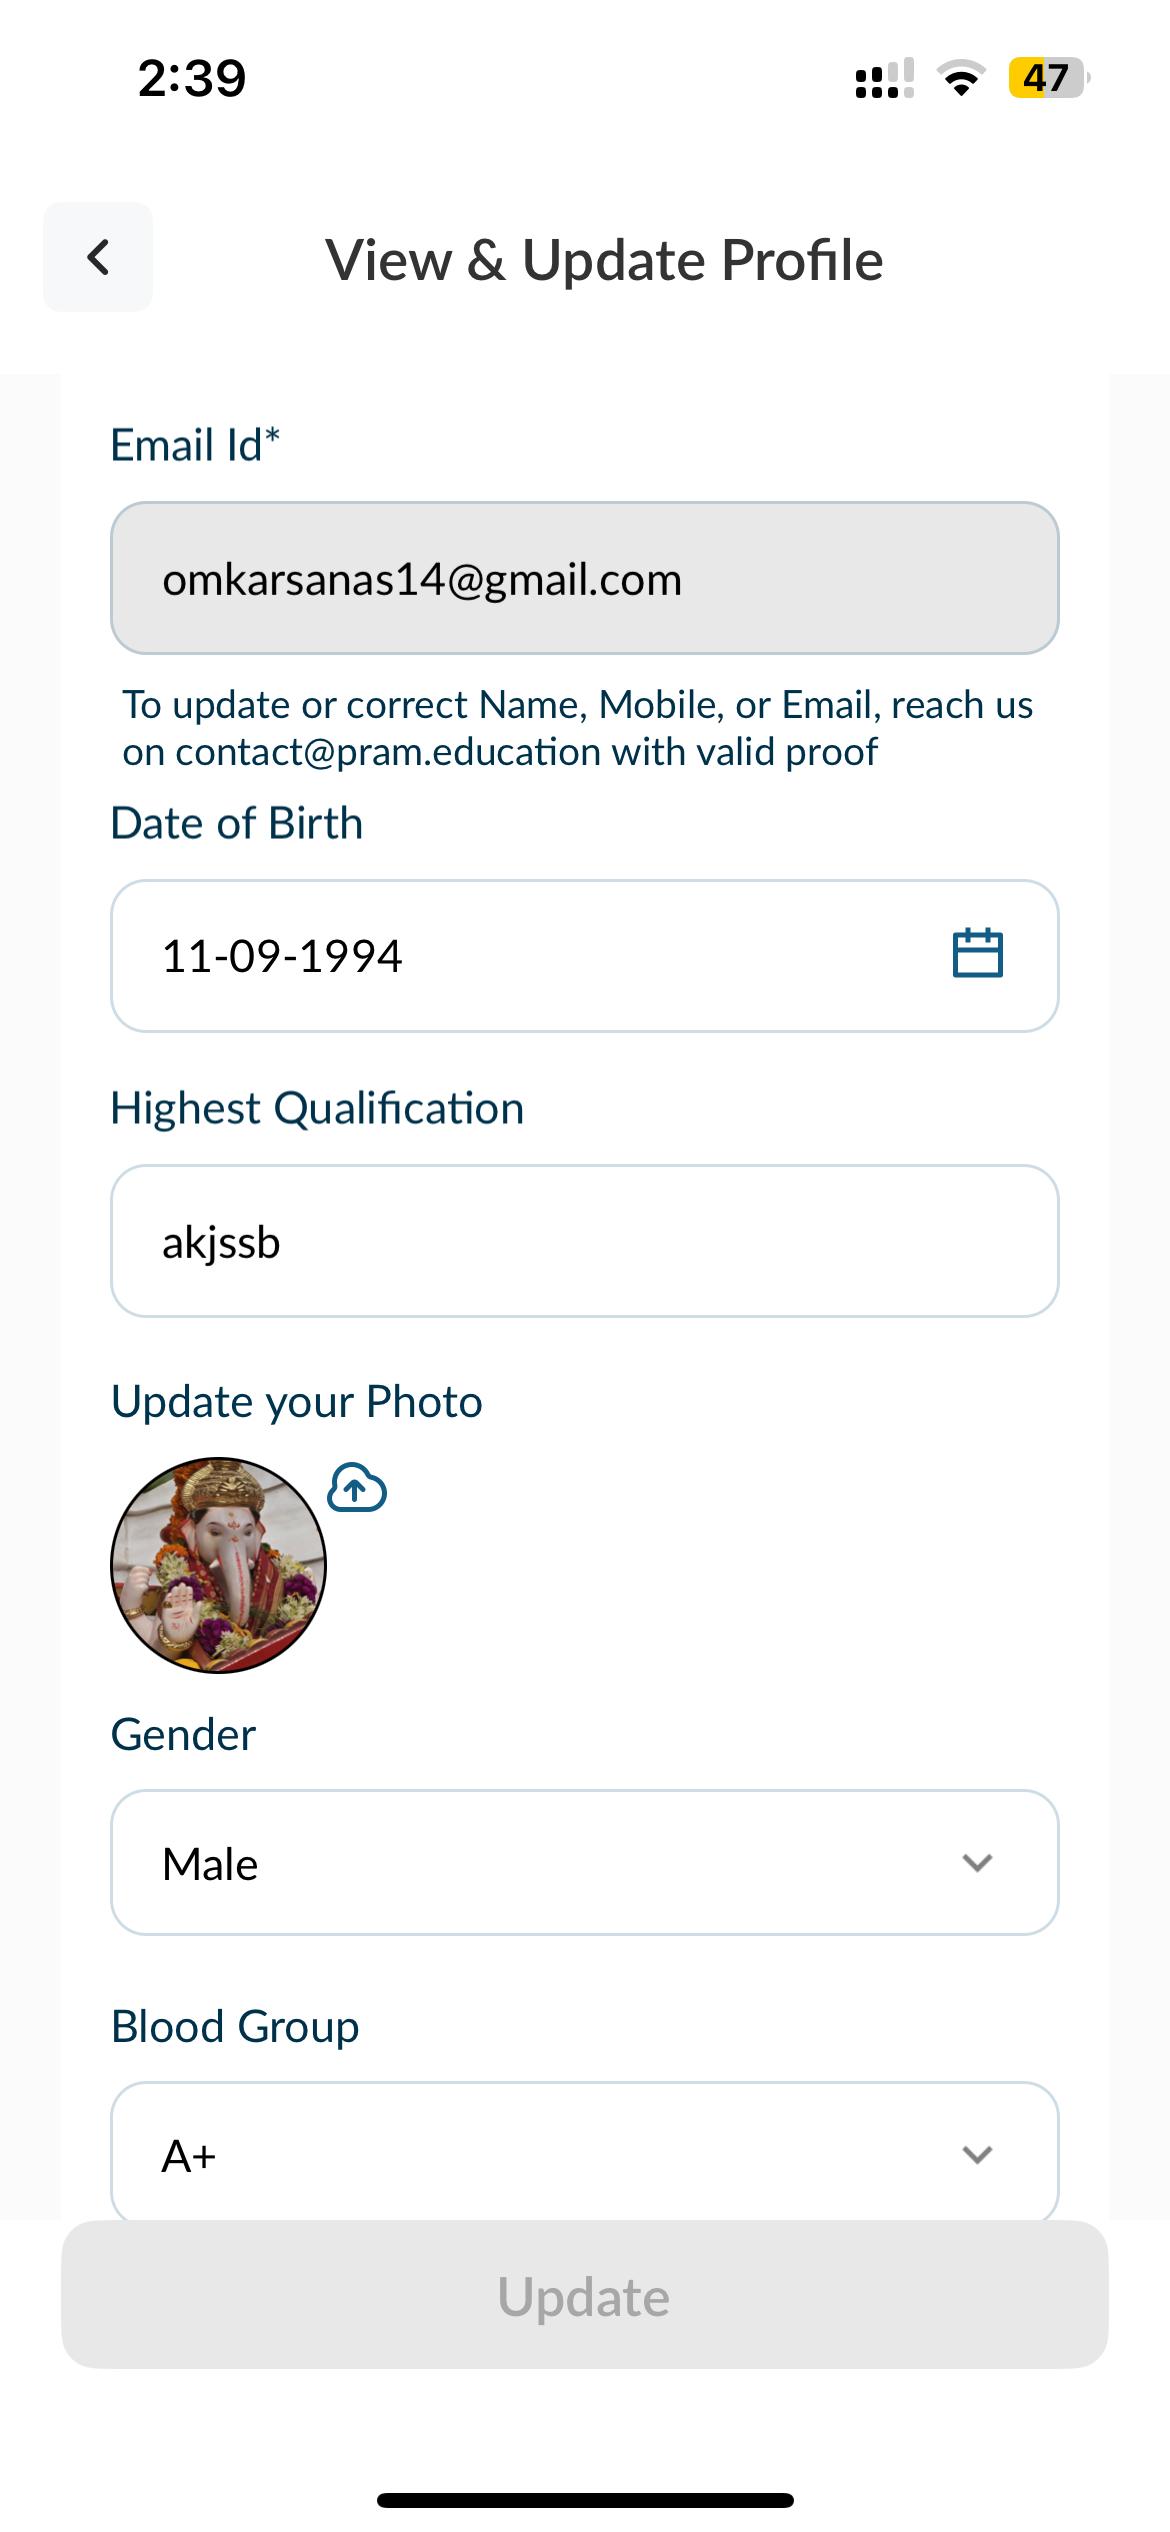 2:39
47
View & Update Profile
Email Id*
omkarsanas14@gmail.com
To update or correct Name, Mobile, or Email, reach us
on contact@pram.education with valid proof
Date of Birth
11-09-1994
Highest Qualification
akjssb
Update your Photo
Gender
Male
Blood Group
A+
Update